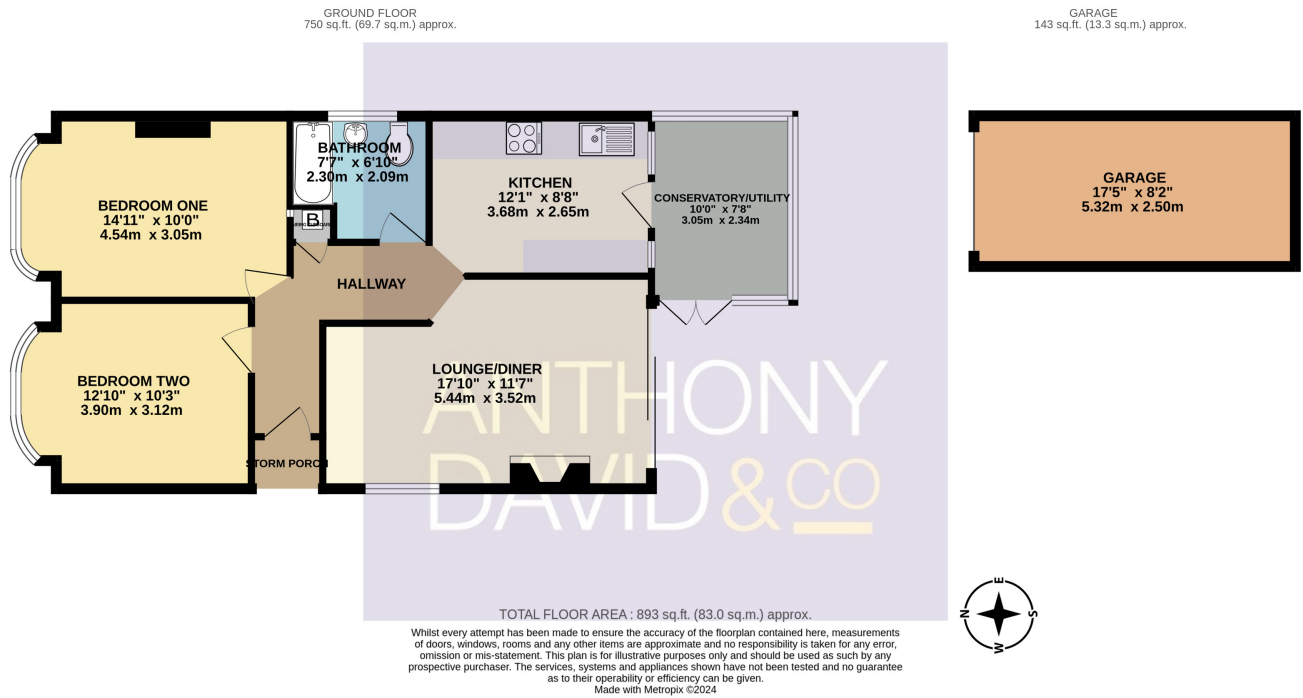 GROUND FLOOR
750 sq.ft. (69.7 sq.m.) approx.
GARAGE
143 sq.ft. (13.3 sq.m.) approx.
BATHROOM
7'7" x 6'10"
2.30m x 2.09m
BEDROOM ONE
14'11" x 10'0"
4.54m x 3.05m
B
KITCHEN
12'1" x 8'8"
3.68m x 2.65m
CONSERVATORY/UTILITY
10'0" x 7'8"
3.05m x 2.34m
GARAGE
17'5" x 8'2"
5.32m x 2.50m
HALLWAY
BEDROOM TWO
12'10" x 10'3"
3.90m x 3.12m
LOUNGE/DINER
17'10" x 11'7"
5.44m x 3.52m
STORM PORCH
ANTHONY
DAVID & CO
TOTAL FLOOR AREA : 893 sq.ft. (83.0 sq.m.) approx.
Whilst every attempt has been made to ensure the accuracy of the floorplan contained here, measurements
of doors, windows, rooms and any other items are approximate and no responsibility is taken for any error,
omission or mis-statement. This plan is for illustrative purposes only and should be used as such by any
prospective purchaser. The services, systems and appliances shown have not been tested and no guarantee
as to their operability or efficiency can be given.
Made with Metropix ©2024
E
N
S
W